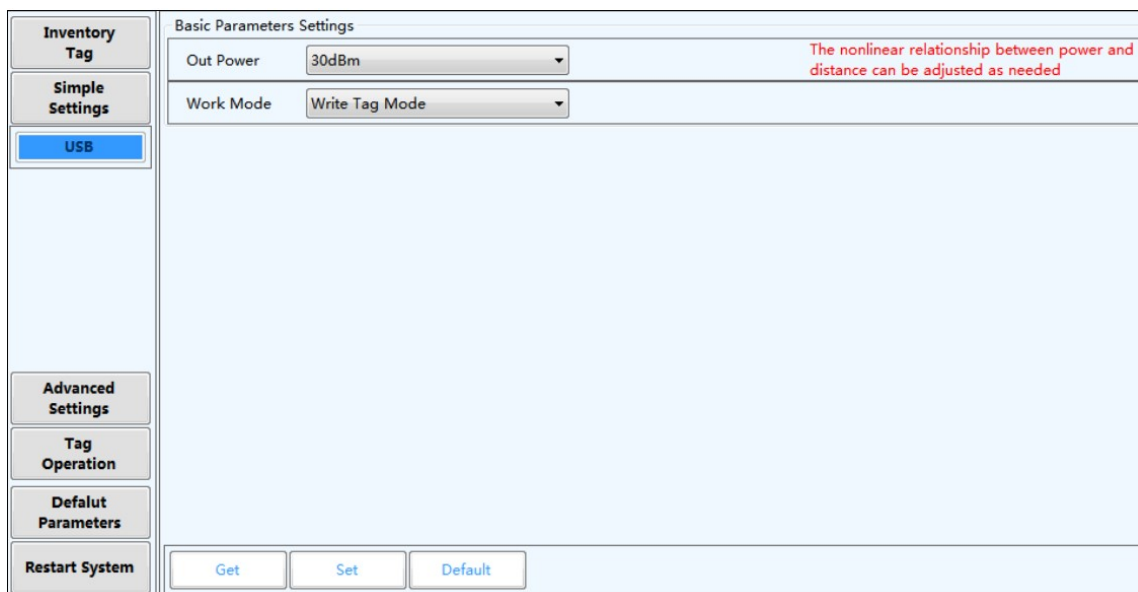 Inventory
Tag
Simple
Settings
USB
Advanced
Settings
Tag
Operation
Defalut
Parameters
Restart System
Basic Parameters Settings
Out Power 30dBm
The nonlinear relationship between power and
distance can be adjusted as needed
Work Mode Write Tag Mode
Get Set Default